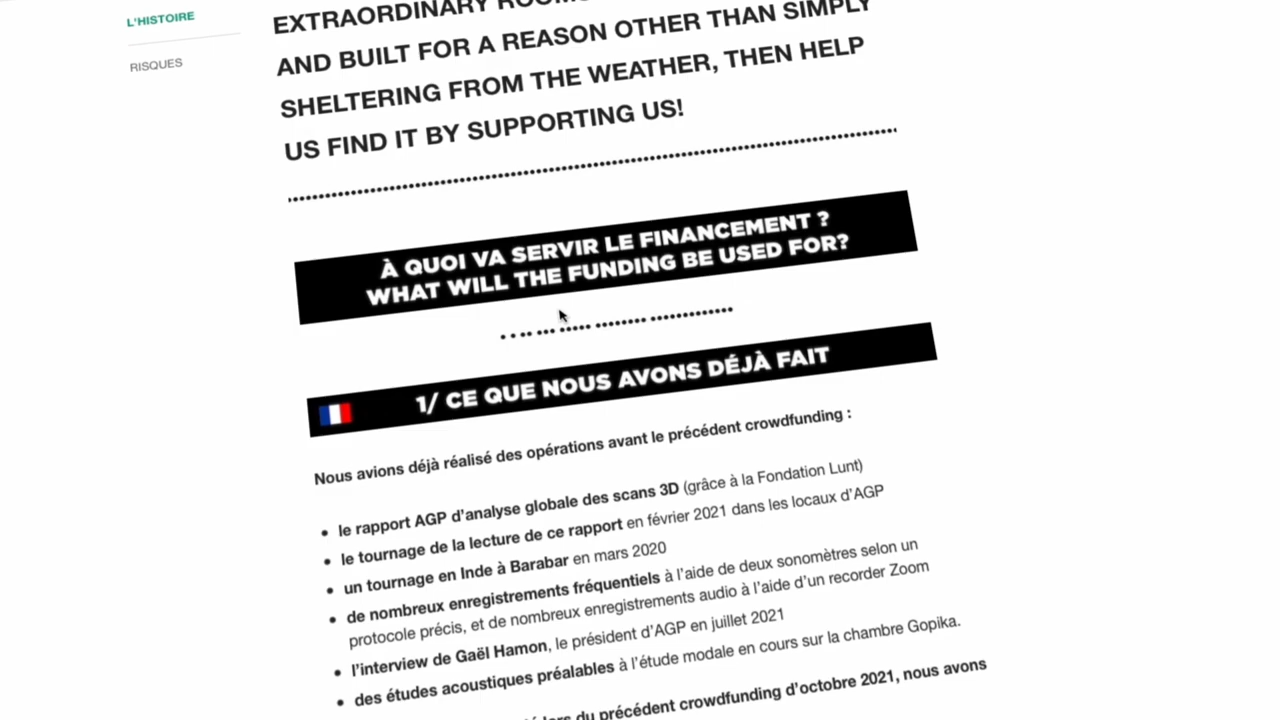 L'HISTOIRE
RISQUES
EXTRAORDINARY
AND BUILT FOR A REASON OTHER THAN SIMPLY
SHELTERING FROM THE WEATHER, THEN HELP
US FIND IT BY SUPPORTING US!
À QUOI VA SERVIR LE FINANCEMENT ?
WHAT WILL THE FUNDING BE USED FOR?
1/ CE QUE NOUS AVONS DÉJÀ FAIT
Nous avions déjà réalisé des opérations avant le précédent crowdfunding :
• le rapport AGP d'analyse globale des scans 3D (grâce à la Fondation Lunt)
• le tournage de la lecture de ce rapport en février 2021 dans les locaux d'AGP
• un tournage en Inde à Barabar en mars 2020
• de nombreux enregistrements fréquentiels à l'aide de deux sonomètres selon un
protocole précis, et de nombreux enregistrements audio à l'aide d'un recorder Zoom
• l'interview de Gaël Hamon, le président d'AGP en juillet 2021
• des études acoustiques préalables à l'étude modale en cours sur la chambre Gopika.
du précédent crowdfunding d'octobre 2021, nous avons